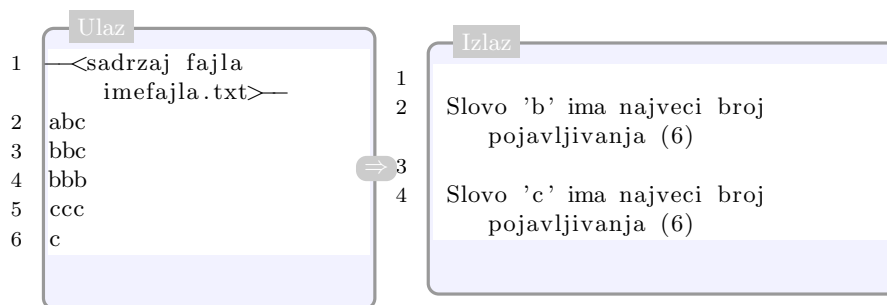 Ulaz
1 —<sadrzaj fajla
imefajla.txt>—
2 abc
3 bbc
4 bbb
5 ccc
6 c
⇒
Izlaz
1
2 Slovo 'b' ima najveci broj
pojavljivanja (6)
3
4 Slovo 'c' ima najveci broj
pojavljivanja (6)